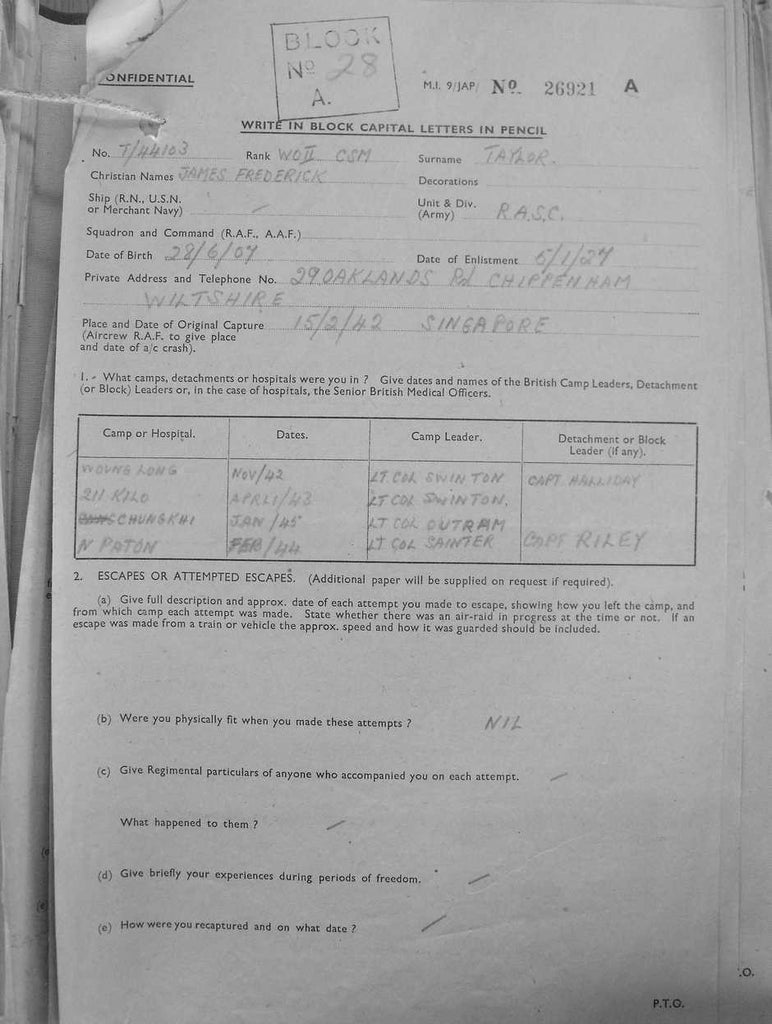 BLOCK
Nº 28
A.
ONFIDENTIAL
M.I. 9/JAP/ No. 26921 A
WRITE IN BLOCK CAPITAL LETTERS IN PENCIL
No. T/44103 Rank WOII CSM Surname TAYLOR.
Christian Names JAMES FREDERICK Decorations
Ship (R.N., U.S.N. or Merchant Navy) Unit & Div. (Army) R.A.S.C.
Squadron and Command (R.A.F., A.A.F.)
Date of Birth 28/6/07 Date of Enlistment 5/1/27
Private Address and Telephone No. 29 OAKLANDS Rd CHIPPENHAM
WILTSHIRE
Place and Date of Original Capture 15/2/42 SINGAPORE
(Aircrew R.A.F. to give place
and date of a/c crash).
1. - What camps, detachments or hospitals were you in ? Give dates and names of the British Camp Leaders, Detachment
(or Block) Leaders or, in the case of hospitals, the Senior British Medical Officers.
Camp or Hospital. Dates. Camp Leader. Detachment or Block Leader (if any).
WOUNG LONG NOV/42 LT COL SWINTON CAPT HALLIDAY
211 KILO APRLI/43 LT COL SWINTON.
CHUNGKHI JAN /45 LT COL OUTRAM
N PATON FEB/44 LT COL SAINTER CAPT RILEY
2. ESCAPES OR ATTEMPTED ESCAPES. (Additional paper will be supplied on request if required).
(a) Give full description and approx. date of each attempt you made to escape, showing how you left the camp, and
from which camp each attempt was made. State whether there was an air-raid in progress at the time or not. If an
escape was made from a train or vehicle the approx. speed and how it was guarded should be included.
(b) Were you physically fit when you made these attempts ? NIL
(c) Give Regimental particulars of anyone who accompanied you on each attempt. —
What happened to them ? —
(d) Give briefly your experiences during periods of freedom. —
(e) How were you recaptured and on what date ? —
P.T.O.
.O.